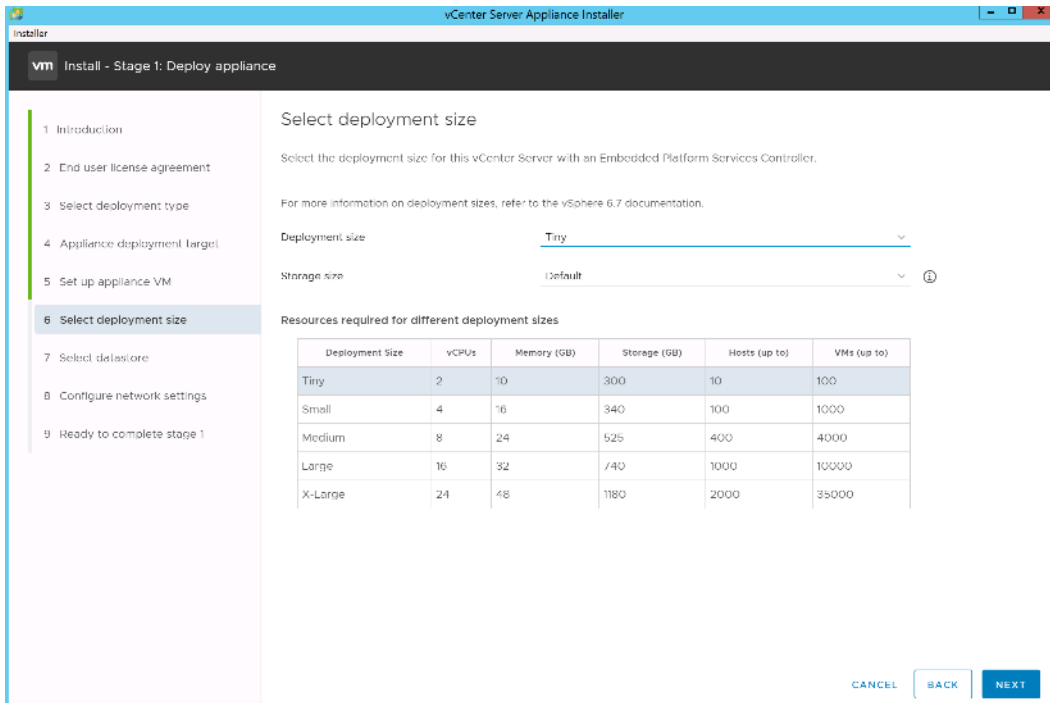 vCenter Server Appliance Installer
Installer
vm Install - Stage 1: Deploy appliance
1 Introduction
2 End user license agreement
3 Select deployment type
4 Appliance deployment target
5 Set up appliance VM
6 Select deployment size
7 Select datastore
8 Configure network settings
9 Ready to complete stage 1
Select deployment size
Select the deployment size for this vCenter Server with an Embedded Platform Services Controller.
For more information on deployment sizes, refer to the vSphere 6.7 documentation.
Deployment size Tiny
Storage size Default
Resources required for different deployment sizes
Deployment Size vCPUs Memory (GB) Storage (GB) Hosts (up to) VMs (up to)
Tiny 2 10 300 10 100
Small 4 16 340 100 1000
Medium 8 24 525 400 4000
Large 16 32 740 1000 10000
X-Large 24 48 1180 2000 35000
CANCEL BACK NEXT